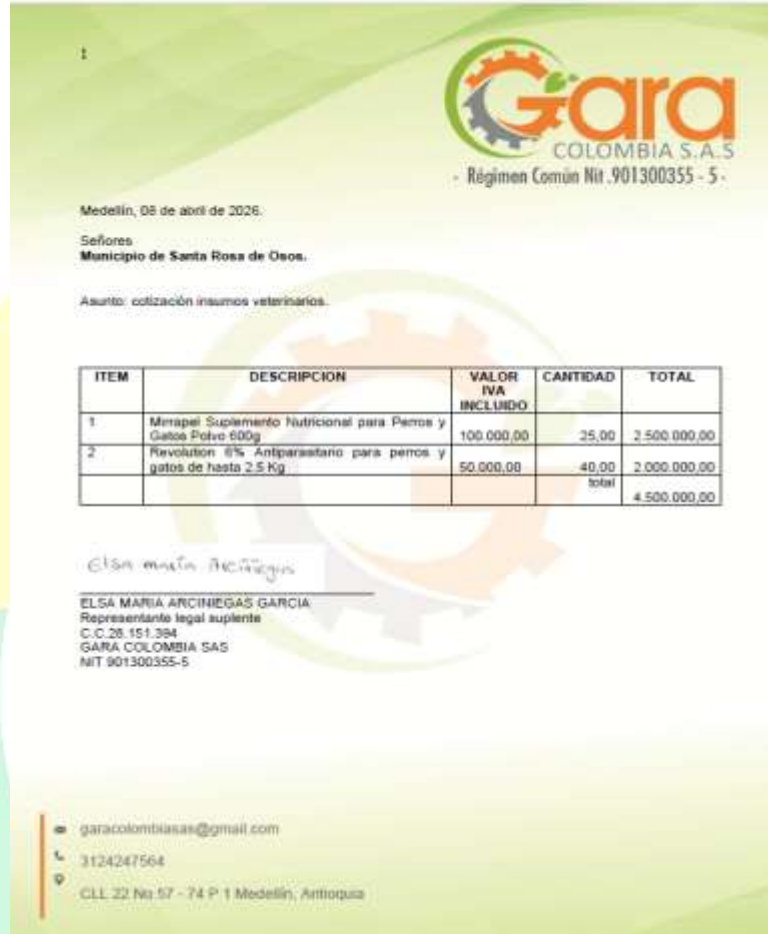 1
Gara
COLOMBIA S.A.S
- Régimen Común Nit .901300355 - 5 -
Medellín, 08 de abril de 2026.
Señores
Municipio de Santa Rosa de Osos.
Asunto: cotización insumos veterinarios.
ITEM DESCRIPCION VALOR IVA INCLUIDO CANTIDAD TOTAL
1 Mirrapel Suplemento Nutricional para Perros y Gatos Polvo 600g 100.000,00 25,00 2.500.000,00
2 Revolution 6% Antiparasitario para perros y gatos de hasta 2.5 Kg 50.000,00 40,00 2.000.000,00
total 4.500.000,00
Elsa maría Arciniegas
ELSA MARIA ARCINIEGAS GARCIA
Representante legal suplente
C.C.28.151.394
GARA COLOMBIA SAS
NIT 901300355-5
garacolombiasas@gmail.com
3124247564
CLL 22 No 57 - 74 P 1 Medellín, Antioquia